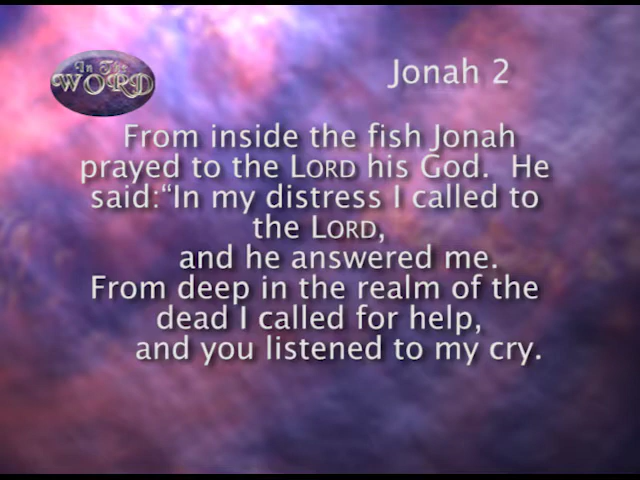 In The
WORD
Jonah 2
From inside the fish Jonah
prayed to the LORD his God.  He
said:“In my distress I called to
the LORD,
and he answered me.
From deep in the realm of the
dead I called for help,
and you listened to my cry.